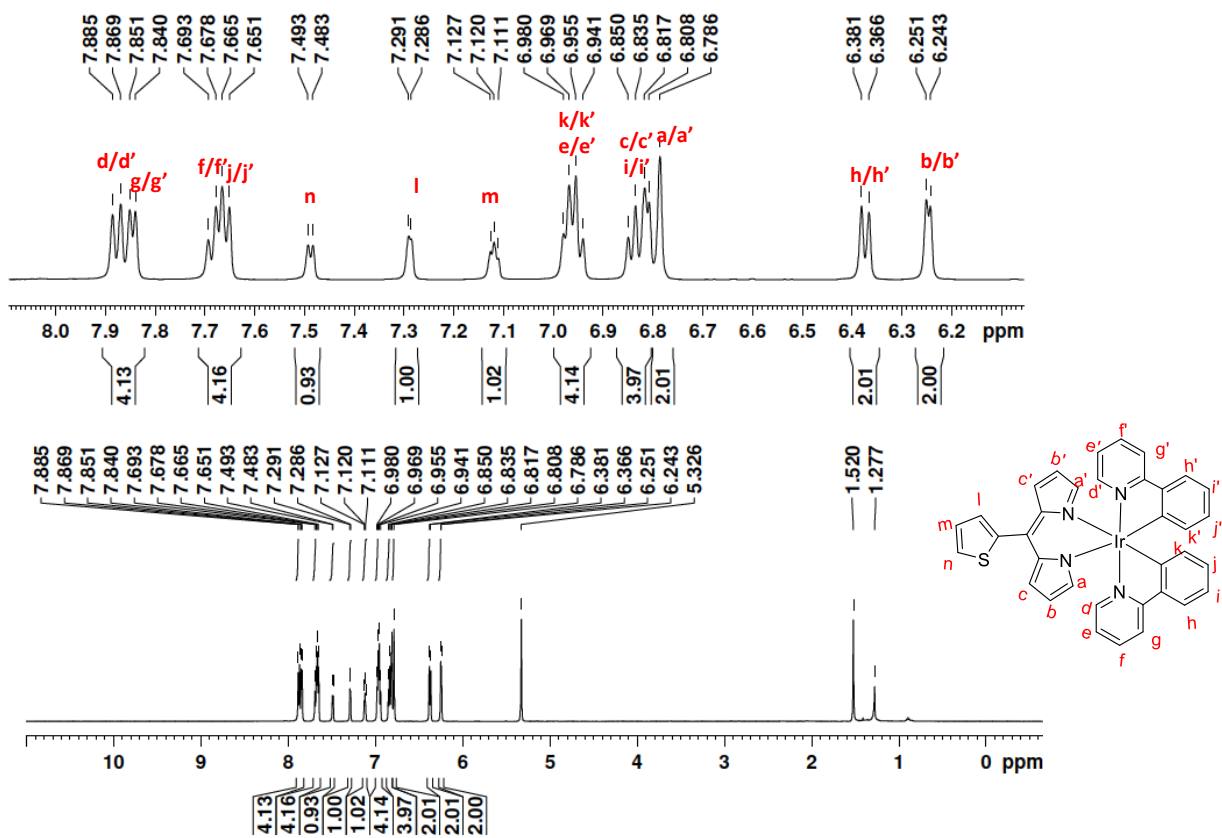 7.885 7.869 7.851 7.840 7.693 7.678 7.665 7.651 7.493 7.483 7.291 7.286 7.127 7.120 7.111 6.980 6.969 6.955 6.941 6.850 6.835 6.817 6.808 6.786 6.381 6.366 6.251 6.243
k/k'
d/d' g/g' f/f' j/j' n l m e/e' c/c' i/i' a/a' h/h' b/b'
8.0 7.9 7.8 7.7 7.6 7.5 7.4 7.3 7.2 7.1 7.0 6.9 6.8 6.7 6.6 6.5 6.4 6.3 6.2 ppm
4.13 4.16 0.93 1.00 1.02 4.14 3.97 2.01 2.01 2.00
7.885 7.869 7.851 7.840 7.693 7.678 7.665 7.651 7.493 7.483 7.291 7.286 7.127 7.120 7.111 6.980 6.969 6.955 6.941 6.850 6.835 6.817 6.808 6.786 6.381 6.366 6.251 6.243 5.326 1.520 1.277
f'
e' g'
b' h'
c' a' d' N i'
l N j'
m k'
Ir
n S N k j
a
c d N i
b e h
g
f
10 9 8 7 6 5 4 3 2 1 0 ppm
4.13 4.16 0.93 1.00 1.02 4.14 3.97 2.01 2.01 2.00